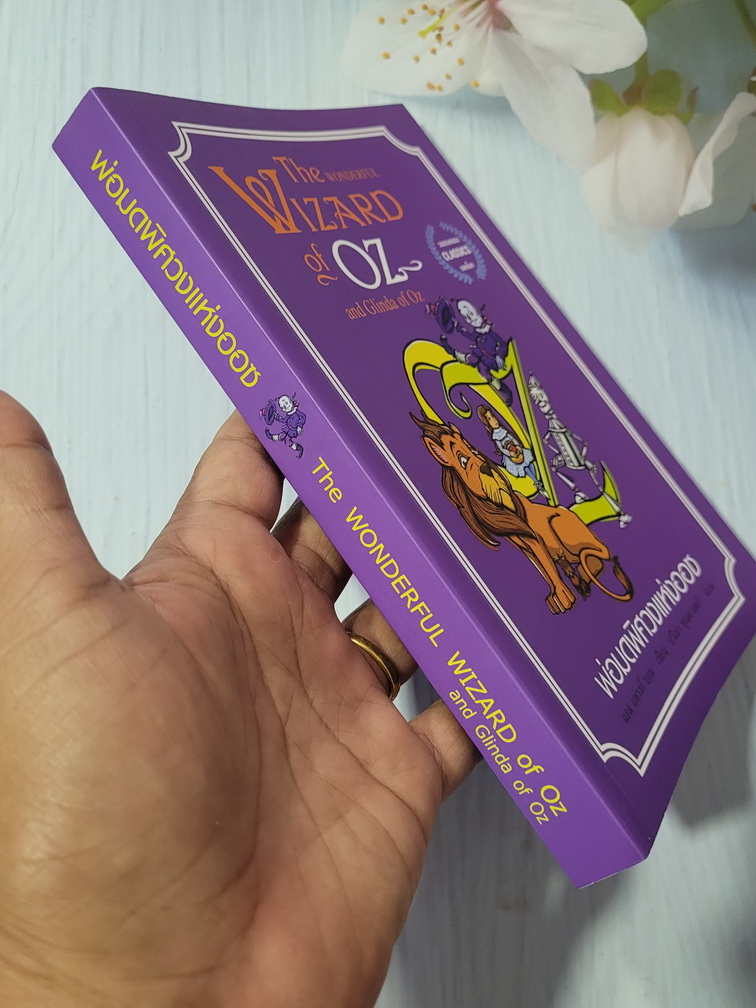 พ่อมดพิศวงแห่งออซ
The WONDERFUL WIZARD of Oz
and Glinda of Oz
The WONDERFUL
WIZARD
of OZ
and Glinda of Oz
CLASSICS
พ่อมดพิศวงแห่งออซ